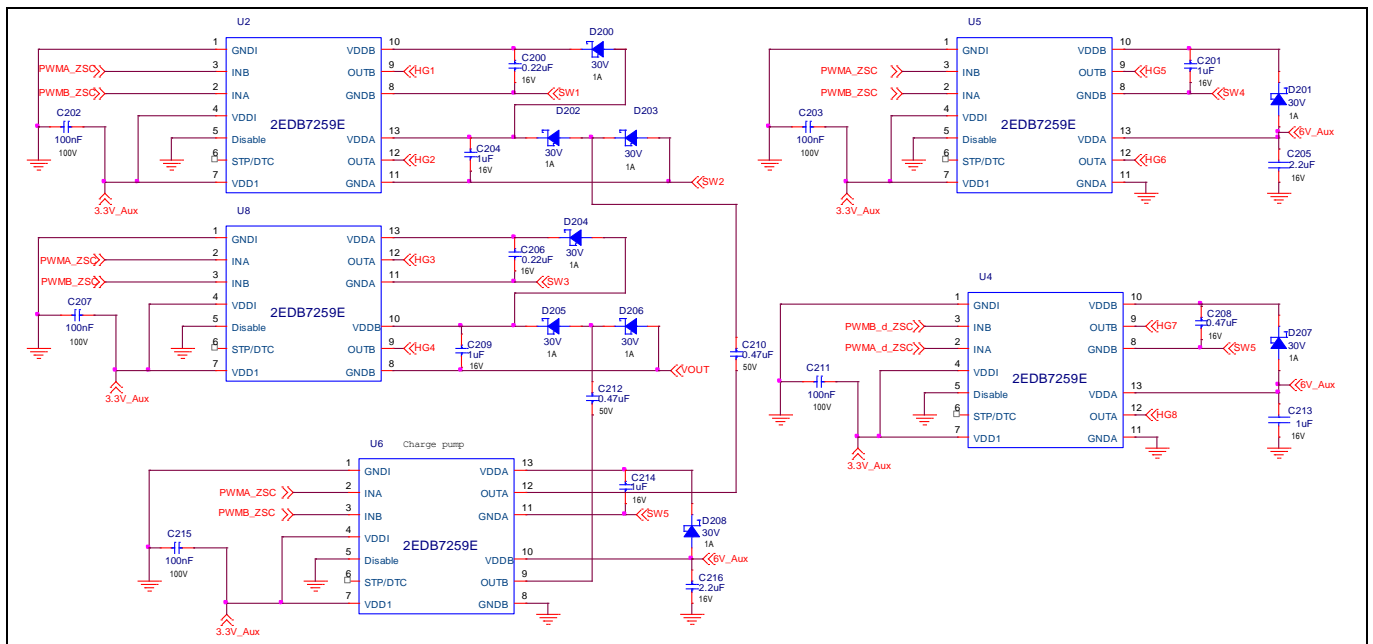 U2
1
GNDI
VDDB
10
PWMA_ZSC
3
INB
OUTB
9
HG1
PWMB_ZSC
2
INA
GNDB
8
SW1
4
VDDI
5
Disable
6
STP/DTC
7
VDD1
2EDB7259E
VDDA
13
OUTA
12
HG2
GNDA
11
SW2
C202
100nF
100V
3.3V_Aux
C200
0.22uF
16V
D200
30V
1A
D202
30V
1A
D203
30V
1A
C204
1uF
16V
U8
1
GNDI
VDDA
13
PWMA_ZSC
2
INA
OUTA
12
HG3
PWMB_ZSC
3
INB
GNDA
11
SW3
4
VDDI
5
Disable
6
STP/DTC
7
VDD1
2EDB7259E
VDDB
10
OUTB
9
HG4
GNDB
8
VOUT
C207
100nF
100V
3.3V_Aux
C206
0.22uF
16V
D204
30V
1A
D205
30V
1A
D206
30V
1A
C209
1uF
16V
C210
0.47uF
50V
C212
0.47uF
50V
U6
Charge pump
1
GNDI
VDDA
13
PWMA_ZSC
2
INA
OUTA
12
PWMB_ZSC
3
INB
GNDA
11
SW5
4
VDDI
5
Disable
6
STP/DTC
7
VDD1
2EDB7259E
VDDB
10
6V_Aux
OUTB
9
GNDB
8
C215
100nF
100V
3.3V_Aux
C214
1uF
16V
D208
30V
1A
C216
2.2uF
16V
U5
1
GNDI
VDDB
10
PWMA_ZSC
3
INB
OUTB
9
HG5
PWMB_ZSC
2
INA
GNDB
8
SW4
4
VDDI
5
Disable
6
STP/DTC
7
VDD1
2EDB7259E
VDDA
13
6V_Aux
OUTA
12
HG6
GNDA
11
C203
100nF
100V
3.3V_Aux
C201
1uF
16V
D201
30V
1A
C205
2.2uF
16V
U4
1
GNDI
VDDB
10
PWMB_d_ZSC
3
INB
OUTB
9
HG7
PWMA_d_ZSC
2
INA
GNDB
8
SW5
4
VDDI
5
Disable
6
STP/DTC
7
VDD1
2EDB7259E
VDDA
13
6V_Aux
OUTA
12
HG8
GNDA
11
C211
100nF
100V
3.3V_Aux
C208
0.47uF
16V
D207
30V
1A
C213
1uF
16V